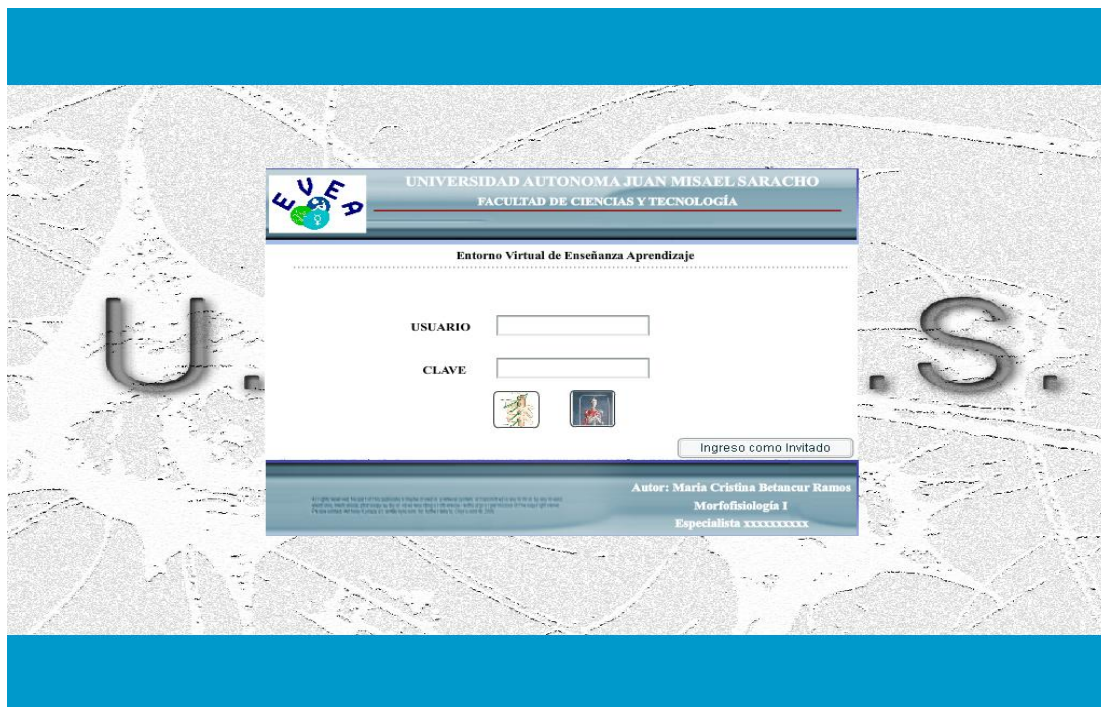 UNIVERSIDAD AUTONOMA JUAN MISAEL SARACHO
FACULTAD DE CIENCIAS Y TECNOLOGÍA
EVEA
Entorno Virtual de Enseñanza Aprendizaje
U.
.S.
USUARIO
CLAVE
Ingreso como Invitado
Autor: Maria Cristina Betancur Ramos
Morfofisiología I
Especialista xxxxxxxxxx